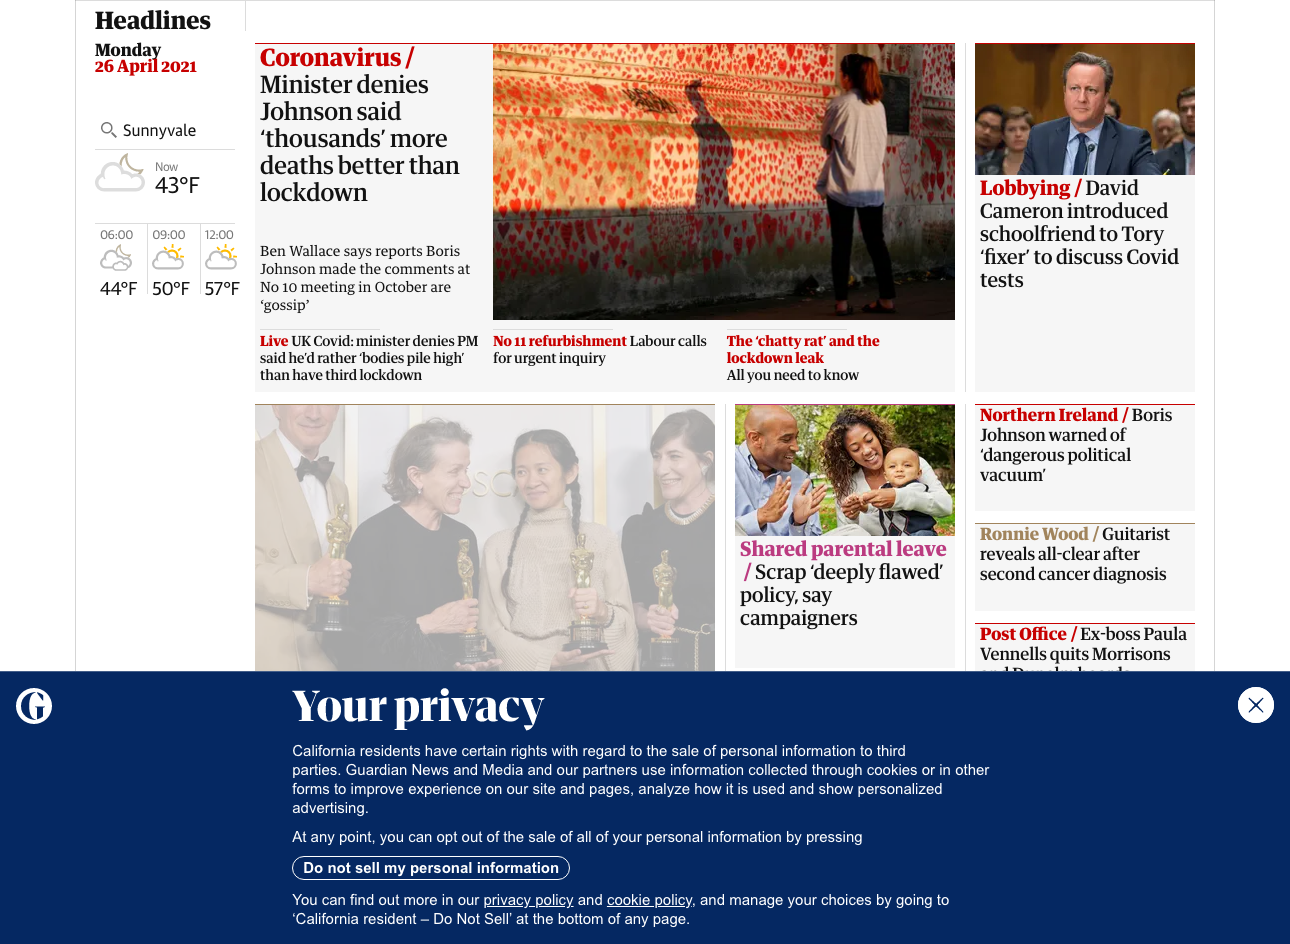 Headlines
Monday
26 April 2021
Sunnyvale
Now
43°F
06:00
09:00
12:00
44°F
50°F
57°F
Coronavirus /
Minister denies
Johnson said
‘thousands’ more
deaths better than
lockdown
Ben Wallace says reports Boris
Johnson made the comments at
No 10 meeting in October are
‘gossip’
Live UK Covid: minister denies PM
said he’d rather ‘bodies pile high’
than have third lockdown
No 11 refurbishment Labour calls
for urgent inquiry
The ‘chatty rat’ and the
lockdown leak
All you need to know
Lobbying / David
Cameron introduced
schoolfriend to Tory
‘fixer’ to discuss Covid
tests
Shared parental leave
/ Scrap ‘deeply flawed’
policy, say
campaigners
Northern Ireland / Boris
Johnson warned of
‘dangerous political
vacuum’
Ronnie Wood / Guitarist
reveals all-clear after
second cancer diagnosis
Post Office / Ex-boss Paula
Vennells quits Morrisons
Your privacy
California residents have certain rights with regard to the sale of personal information to third
parties. Guardian News and Media and our partners use information collected through cookies or in other
forms to improve experience on our site and pages, analyze how it is used and show personalized
advertising.
At any point, you can opt out of the sale of all of your personal information by pressing
Do not sell my personal information
You can find out more in our privacy policy and cookie policy, and manage your choices by going to
‘California resident – Do Not Sell’ at the bottom of any page.